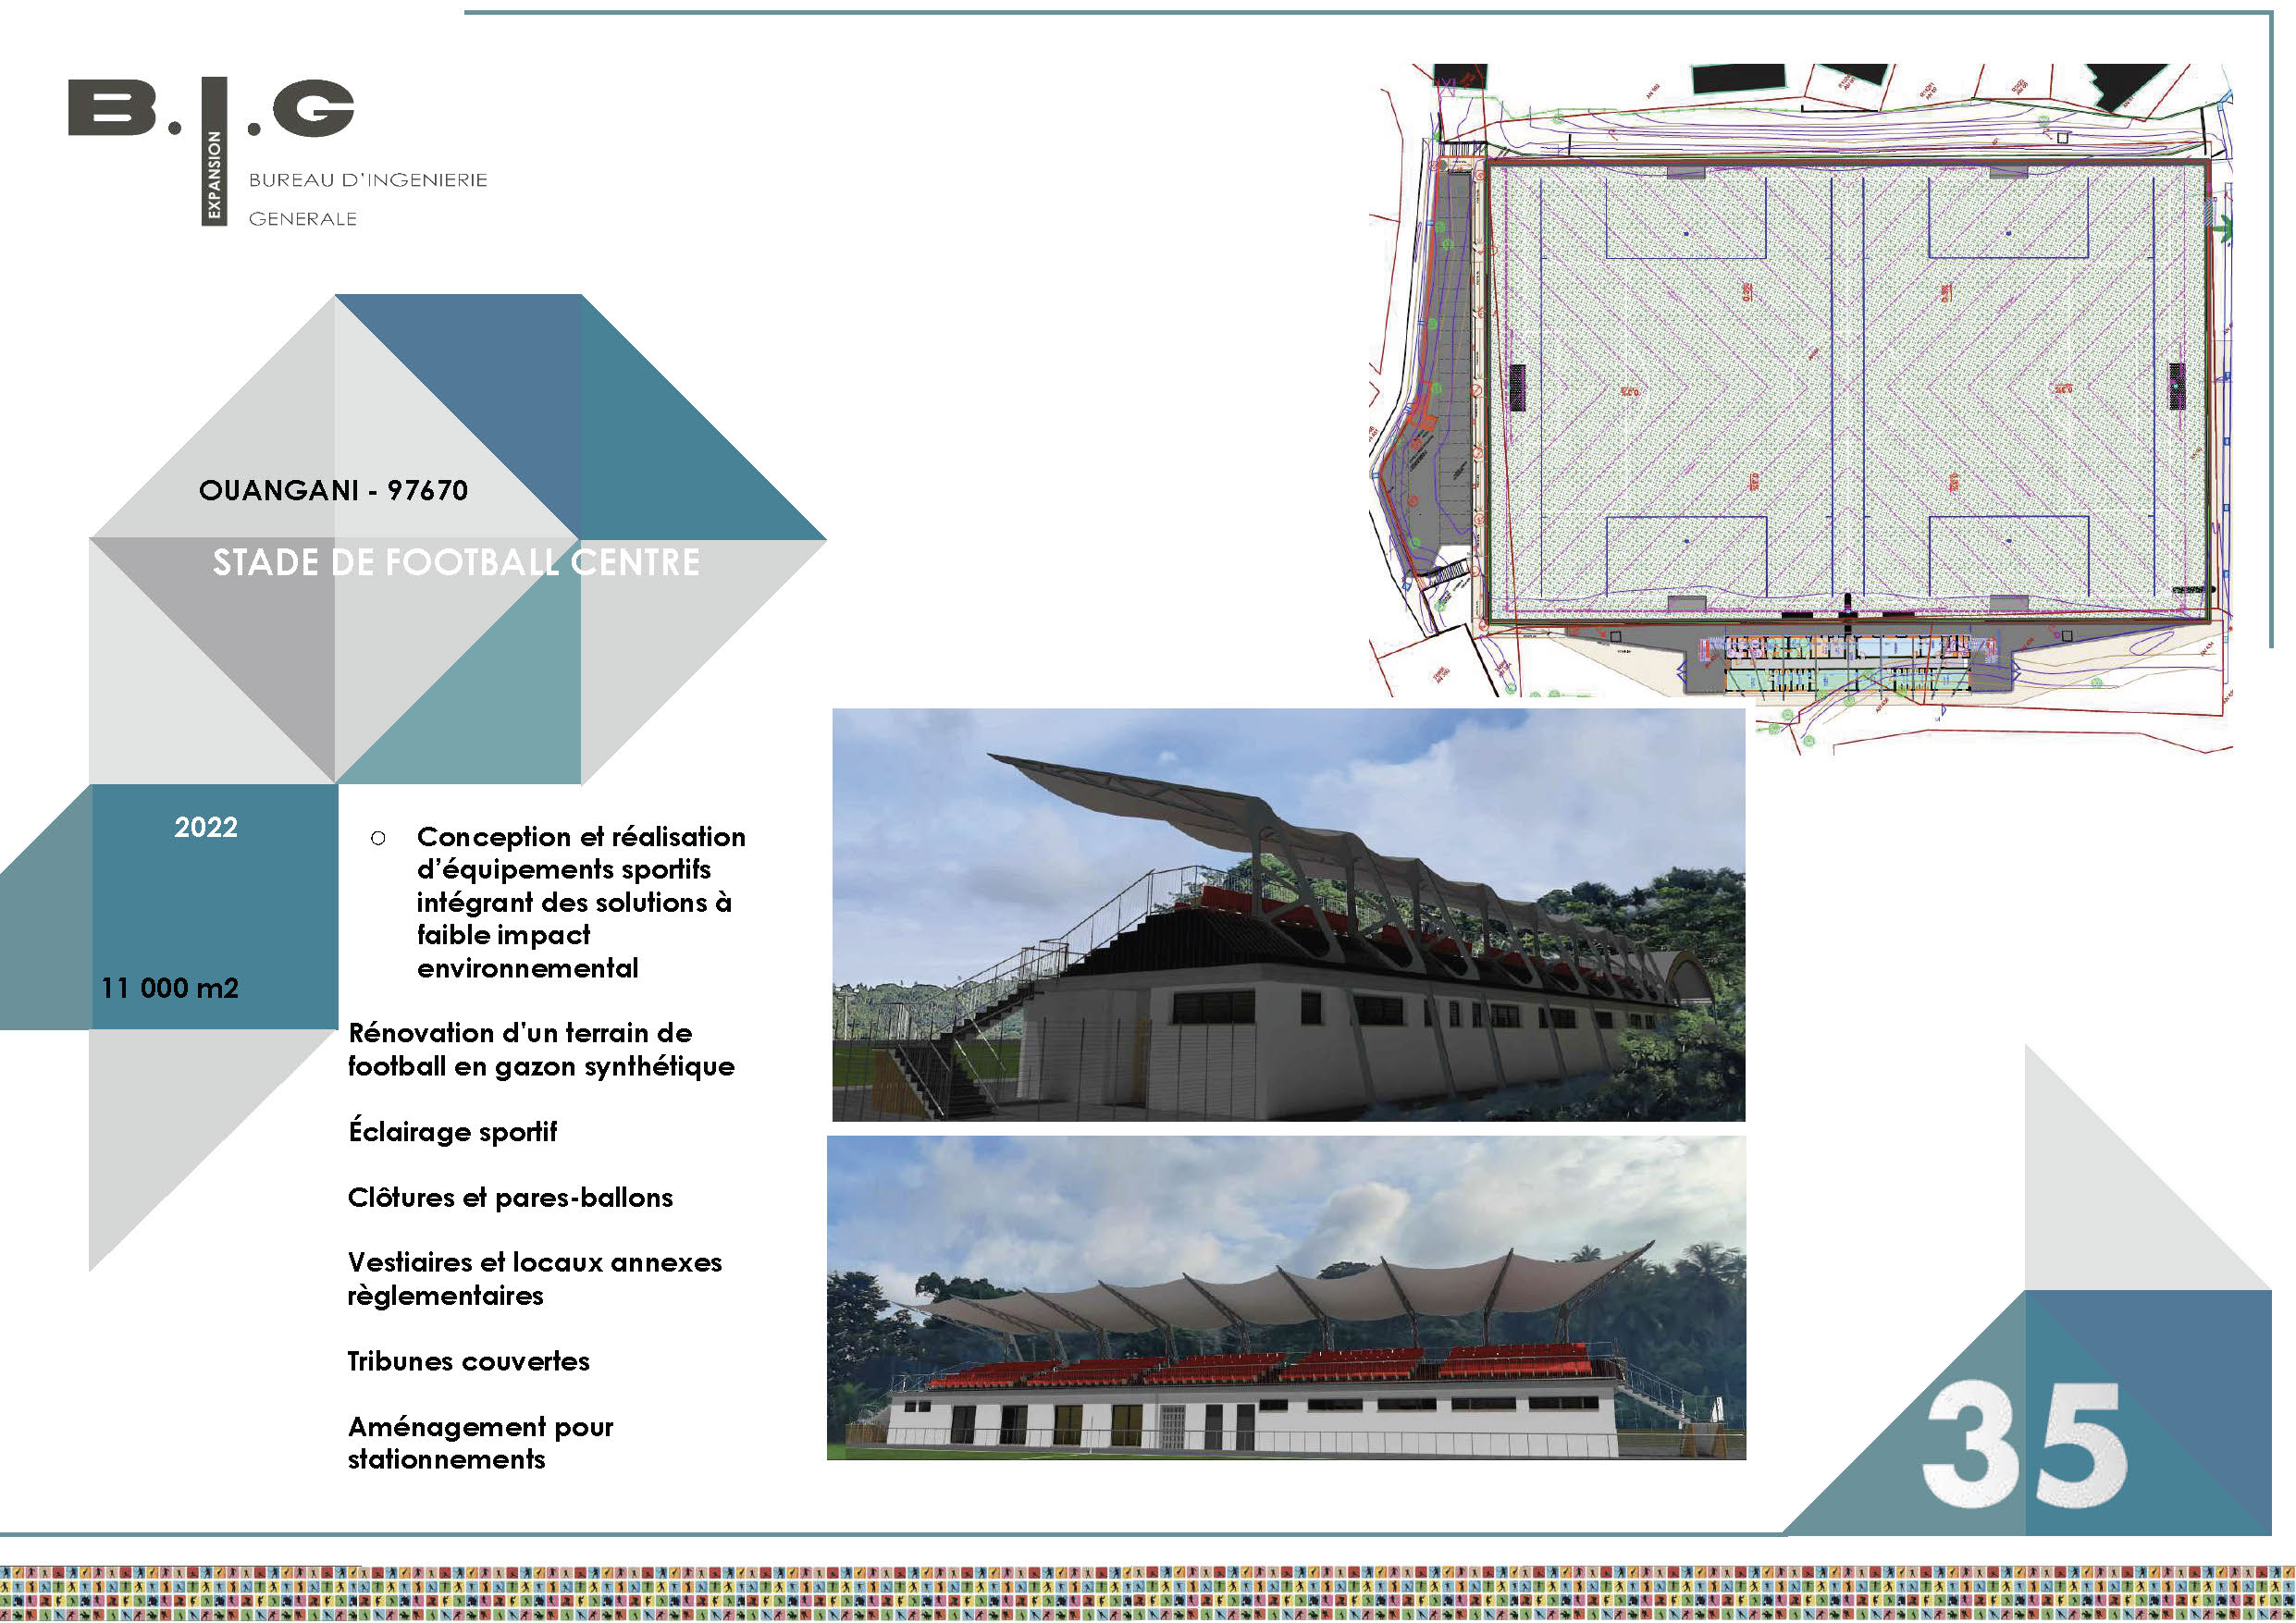 B.I.G
EXPANSION
BUREAU D'INGENIERIE
GENERALE
OUANGANI - 97670
STADE DE FOOTBALL CENTRE
2022
11 000 m2
○ Conception et réalisation
d'équipements sportifs
intégrant des solutions à
faible impact
environnemental
Rénovation d'un terrain de
football en gazon synthétique
Éclairage sportif
Clôtures et pares-ballons
Vestiaires et locaux annexes
règlementaires
Tribunes couvertes
Aménagement pour
stationnements
35